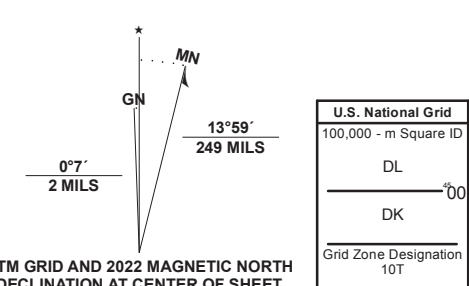 ★
MN
GN
0°7´
2 MILS
13°59´
249 MILS
TM GRID AND 2022 MAGNETIC NORTH
DECLINATION AT CENTER OF SHEET
U.S. National Grid
100,000 - m Square ID
DL
4500
DK
Grid Zone Designation
10T